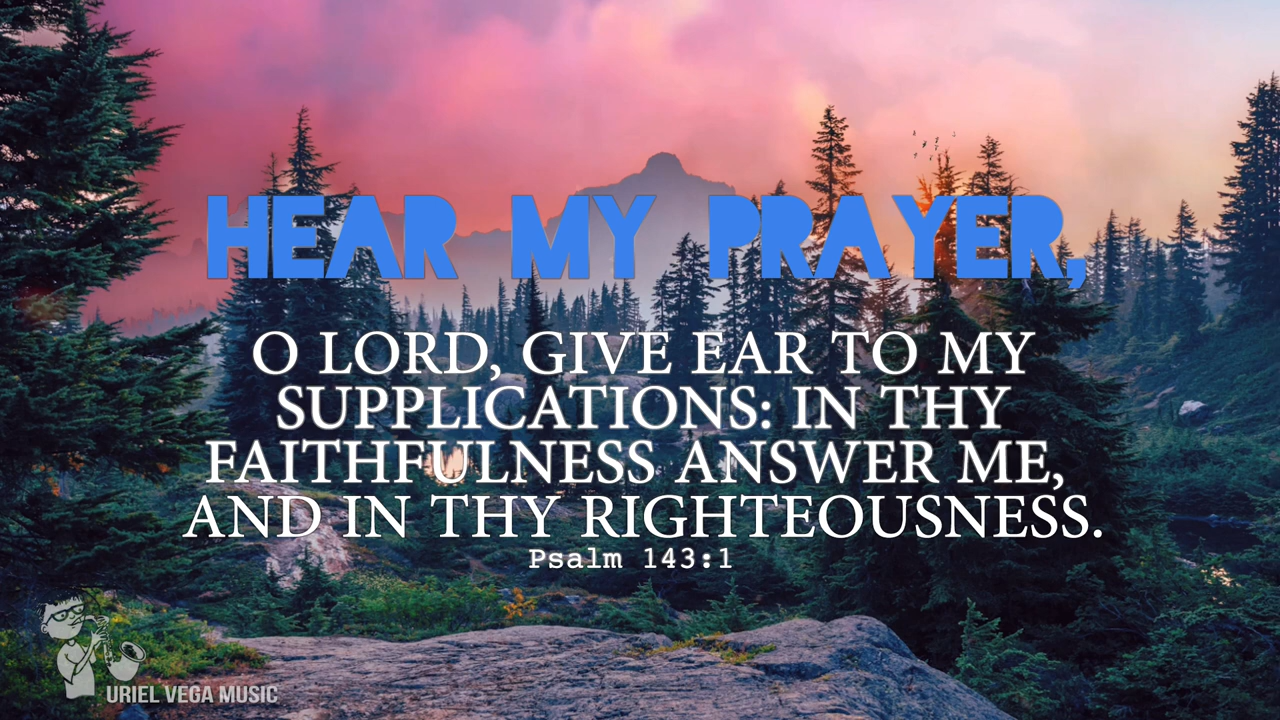 HEAR MY PRAYER,
O LORD, GIVE EAR TO MY
SUPPLICATIONS: IN THY
FAITHFULNESS ANSWER ME,
AND IN THY RIGHTEOUSNESS.
Psalm 143:1
URIEL VEGA MUSIC